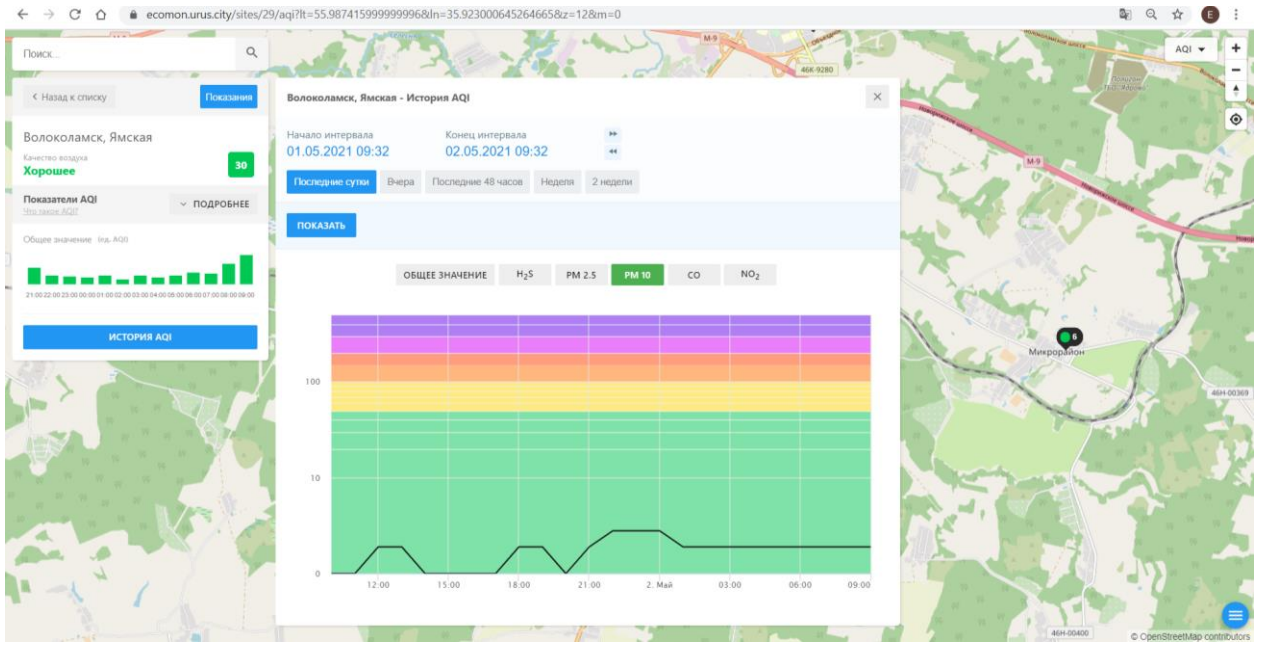 ecomon.urus.city/sites/29/aqi?lt=55.987415999999996&ln=35.923000645264665&z=12&m=0
E
Поиск...
AQI
+
−
М-9
46К-9280
< Назад к списку
Показания
Волоколамск, Ямская
Качество воздуха
Хорошее
30
Показатели AQI
Что такое AQI?
ПОДРОБНЕЕ
Общее значение (ед. AQI)
21:00 22:00 23:00 00:00 01:00 02:00 03:00 04:00 05:00 06:00 07:00 08:00 09:00
ИСТОРИЯ AQI
Волоколамск, Ямская - История AQI
×
Начало интервала
Конец интервала
01.05.2021 09:32
02.05.2021 09:32
Последние сутки
Вчера
Последние 48 часов
Неделя
2 недели
ПОКАЗАТЬ
ОБЩЕЕ ЗНАЧЕНИЕ
H₂S
PM 2.5
PM 10
CO
NO₂
100
10
0
12:00
15:00
18:00
21:00
2. Май
03:00
06:00
09:00
М-9
6
Микрорайон
46Н-00369
46Н-00400
© OpenStreetMap contributors